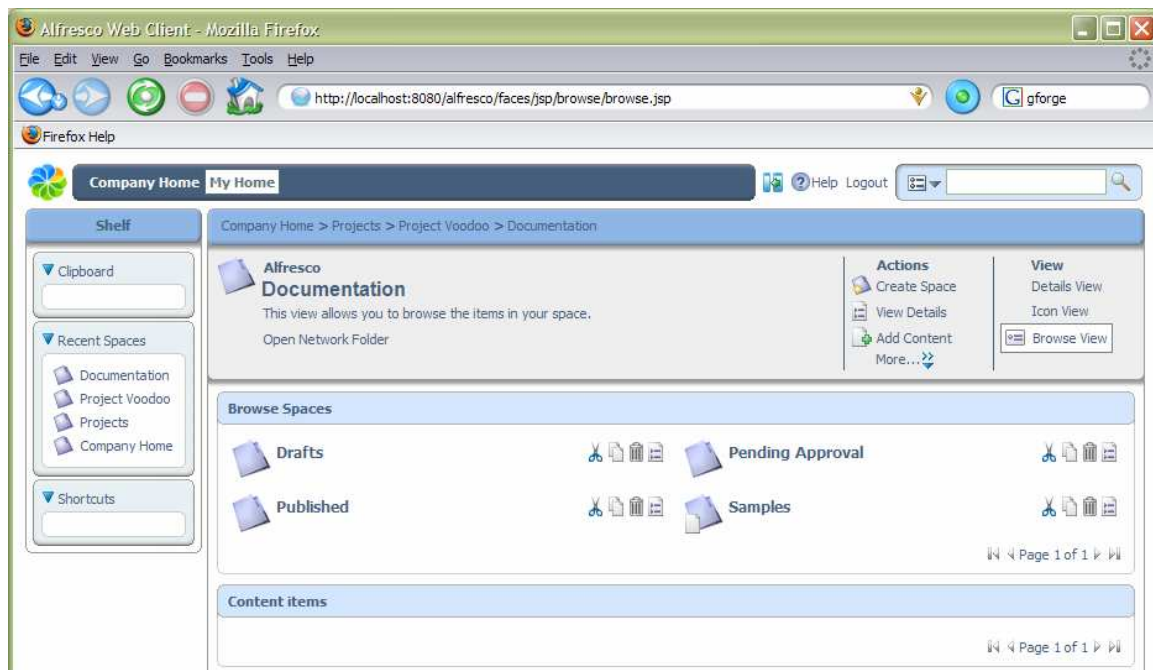 Alfresco Web Client - Mozilla Firefox
File Edit View Go Bookmarks Tools Help
http://localhost:8080/alfresco/faces/jsp/browse/browse.jsp
G gforge
Firefox Help
Company Home My Home
Help Logout
Shelf
Company Home > Projects > Project Voodoo > Documentation
Clipboard
Recent Spaces
Documentation
Project Voodoo
Projects
Company Home
Shortcuts
Alfresco
Documentation
This view allows you to browse the items in your space.
Open Network Folder
Actions
Create Space
View Details
Add Content
More...
View
Details View
Icon View
Browse View
Browse Spaces
Drafts
Pending Approval
Published
Samples
Page 1 of 1
Content items
Page 1 of 1